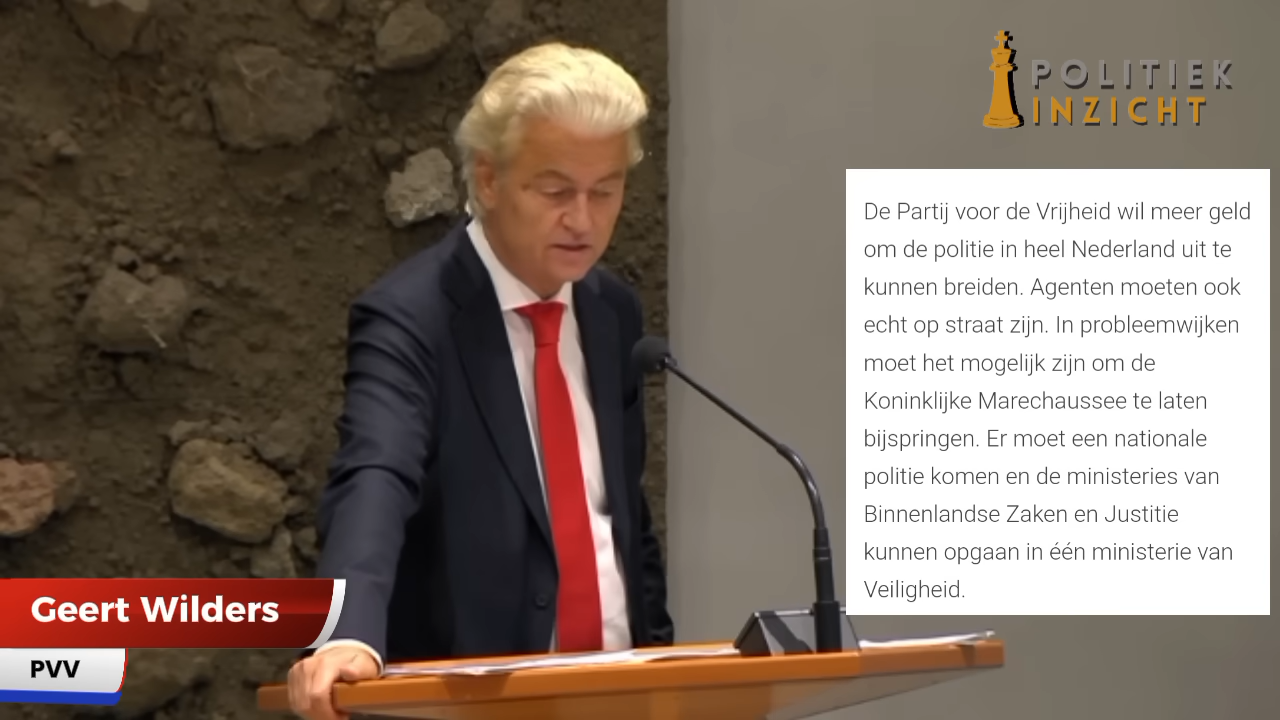 POLITIEK
INZICHT
De Partij voor de Vrijheid wil meer geld
om de politie in heel Nederland uit te
kunnen breiden. Agenten moeten ook
echt op straat zijn. In probleemwijken
moet het mogelijk zijn om de
Koninklijke Marechaussee te laten
bijspringen. Er moet een nationale
politie komen en de ministeries van
Binnenlandse Zaken en Justitie
kunnen opgaan in één ministerie van
Veiligheid.
Geert Wilders
PVV